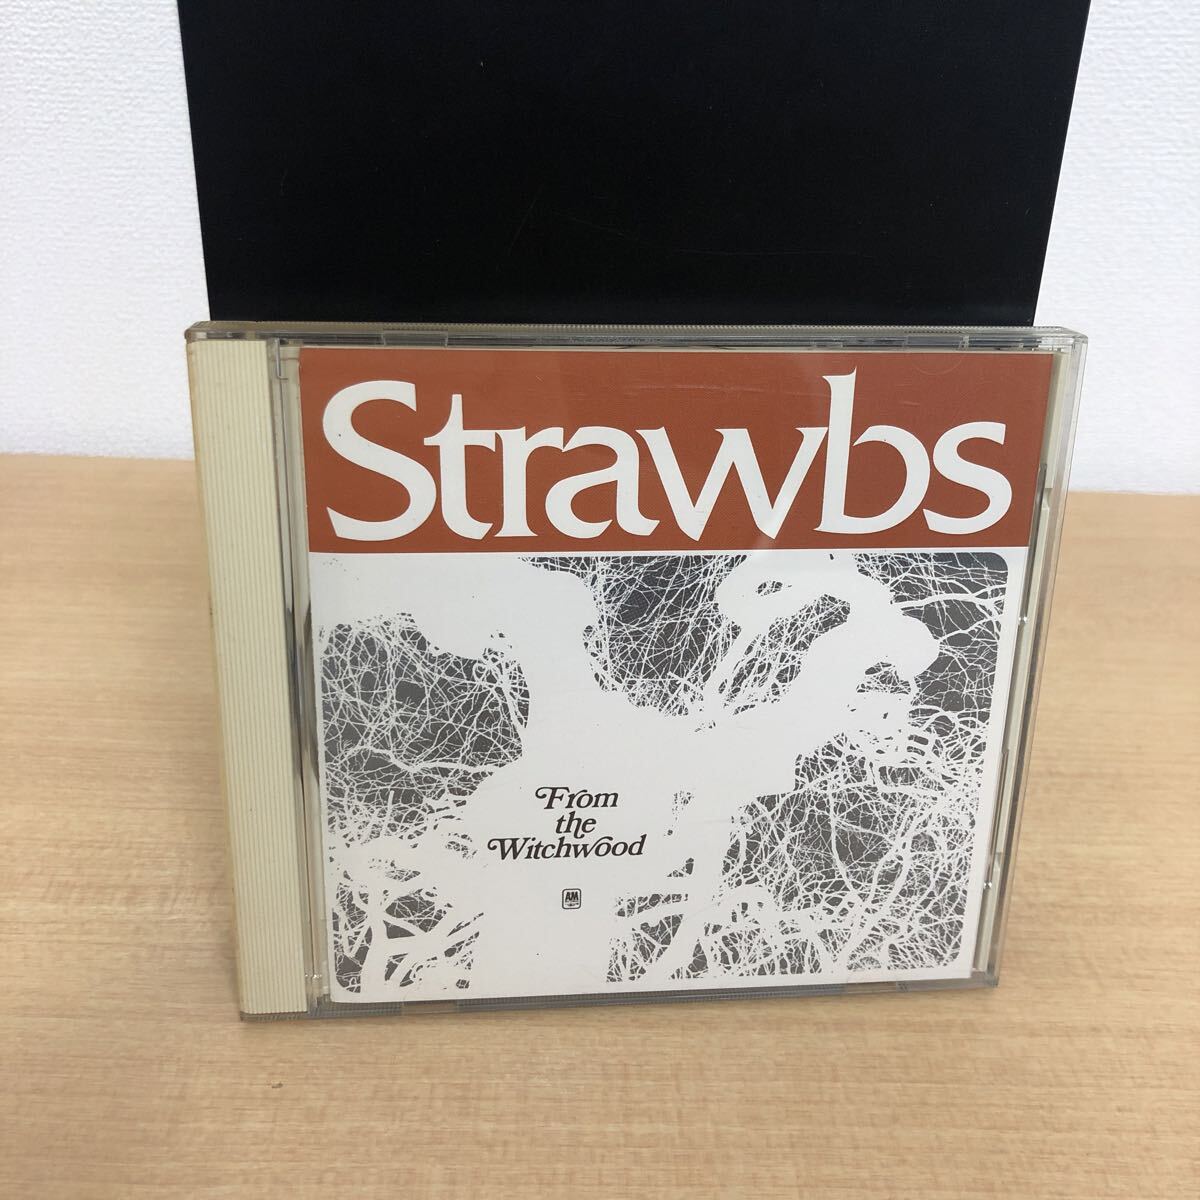 Strawbs
From
the
Witchwood
A&M